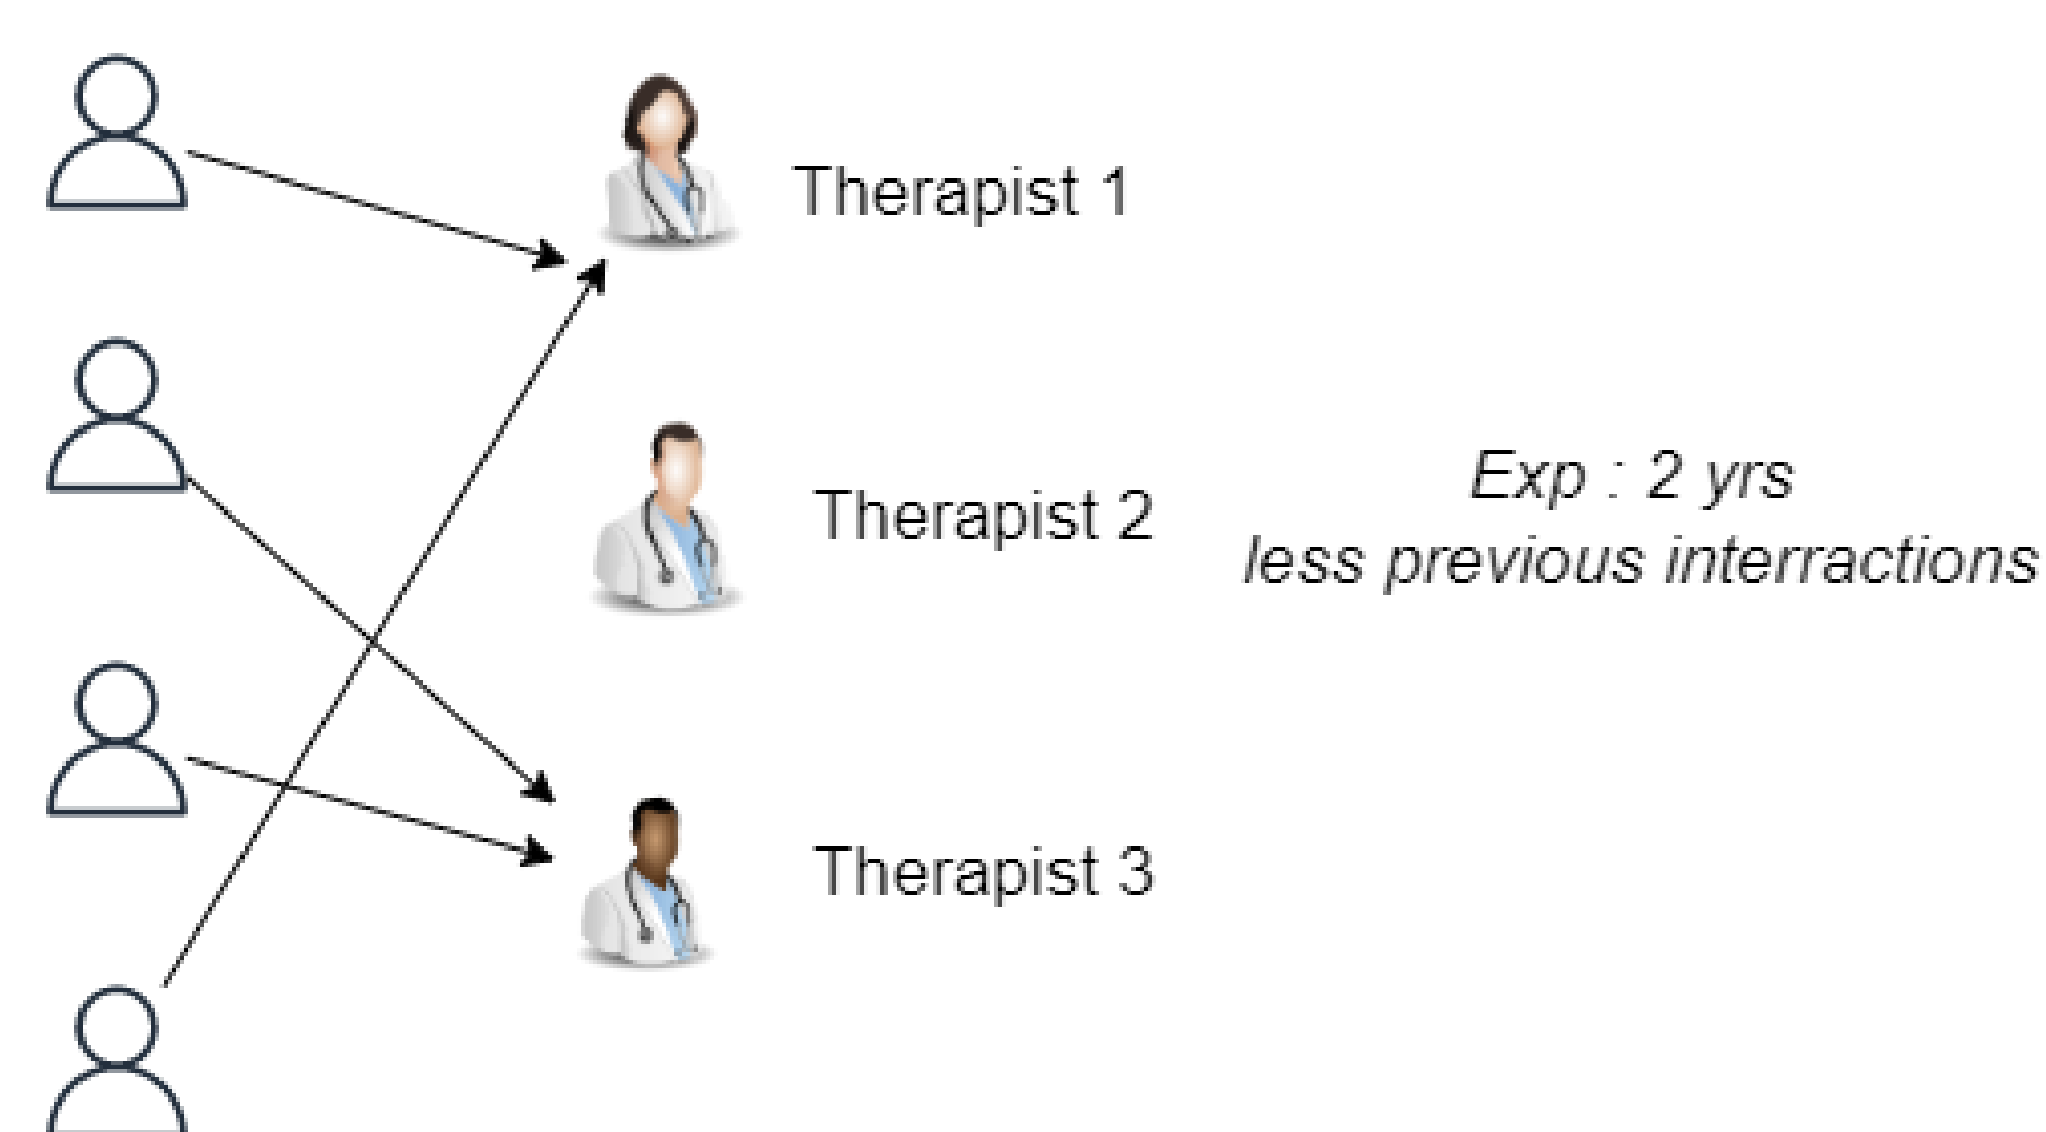 Therapist 1
Therapist 2
Exp : 2 yrs
less previous interractions
Therapist 3